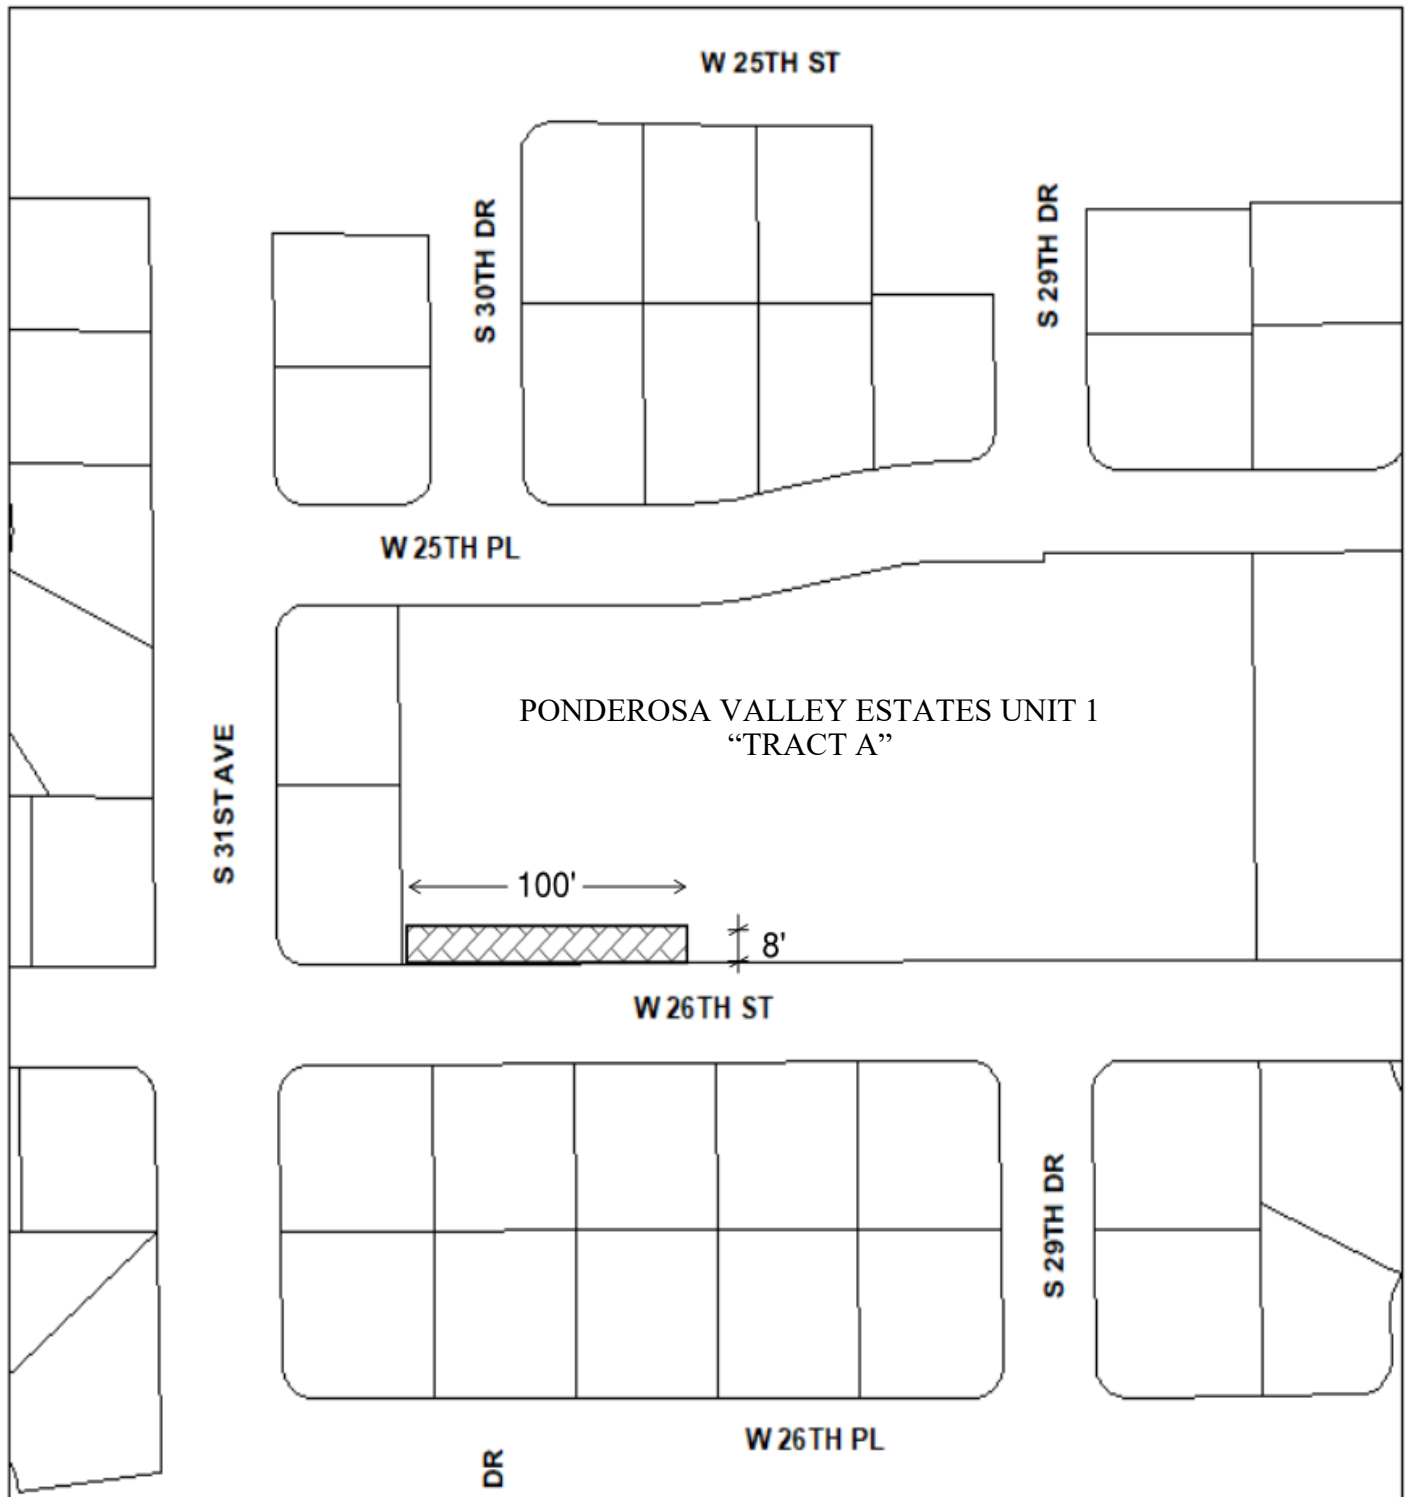 W 25TH ST
S 30TH DR
S 29TH DR
W 25TH PL
PONDEROSA VALLEY ESTATES UNIT 1
“TRACT A”
S 31ST AVE
100'
8'
W 26TH ST
S 29TH DR
W 26TH PL
DR